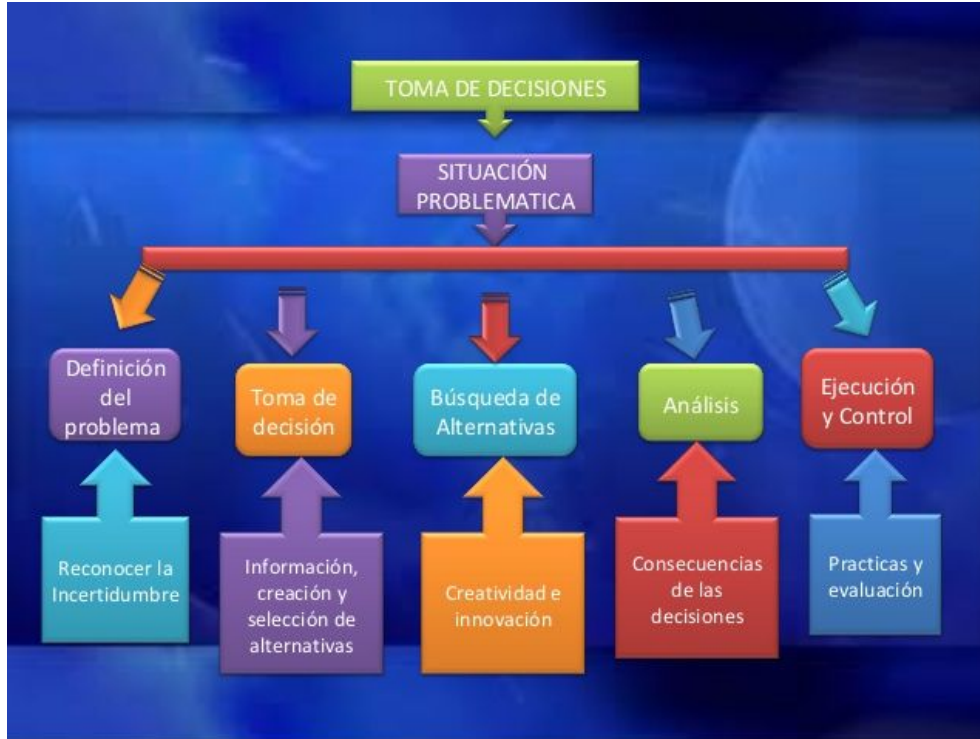 TOMA DE DECISIONES
SITUACIÓN
PROBLEMATICA
Definición
del
problema
Toma de
decisión
Búsqueda de
Alternativas
Análisis
Ejecución
y Control
Reconocer la
Incertidumbre
Información,
creación y
selección de
alternativas
Creatividad e
innovación
Consecuencias
de las
decisiones
Practicas y
evaluación